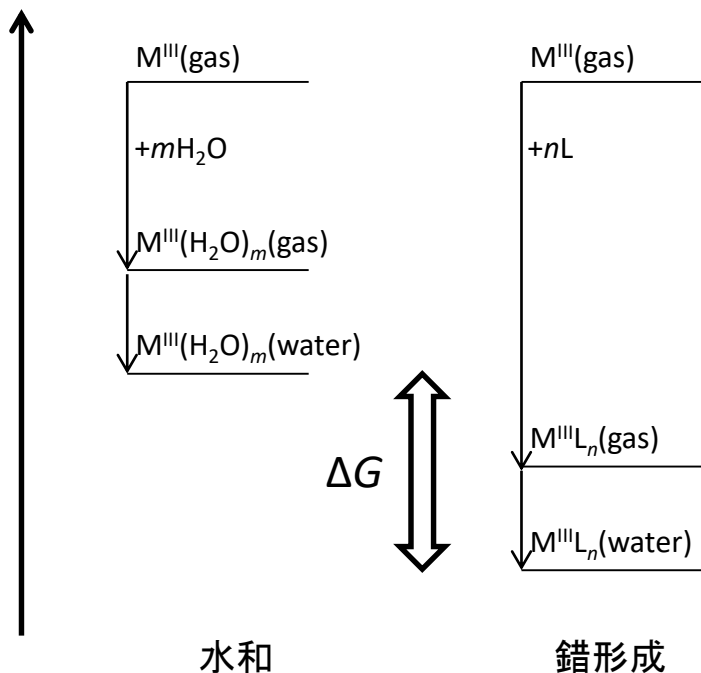 M^III(gas)
+mH₂O
M^III(H₂O)ₘ(gas)
M^III(H₂O)ₘ(water)
水和
ΔG
M^III(gas)
+nL
M^IIILₙ(gas)
M^IIILₙ(water)
錯形成